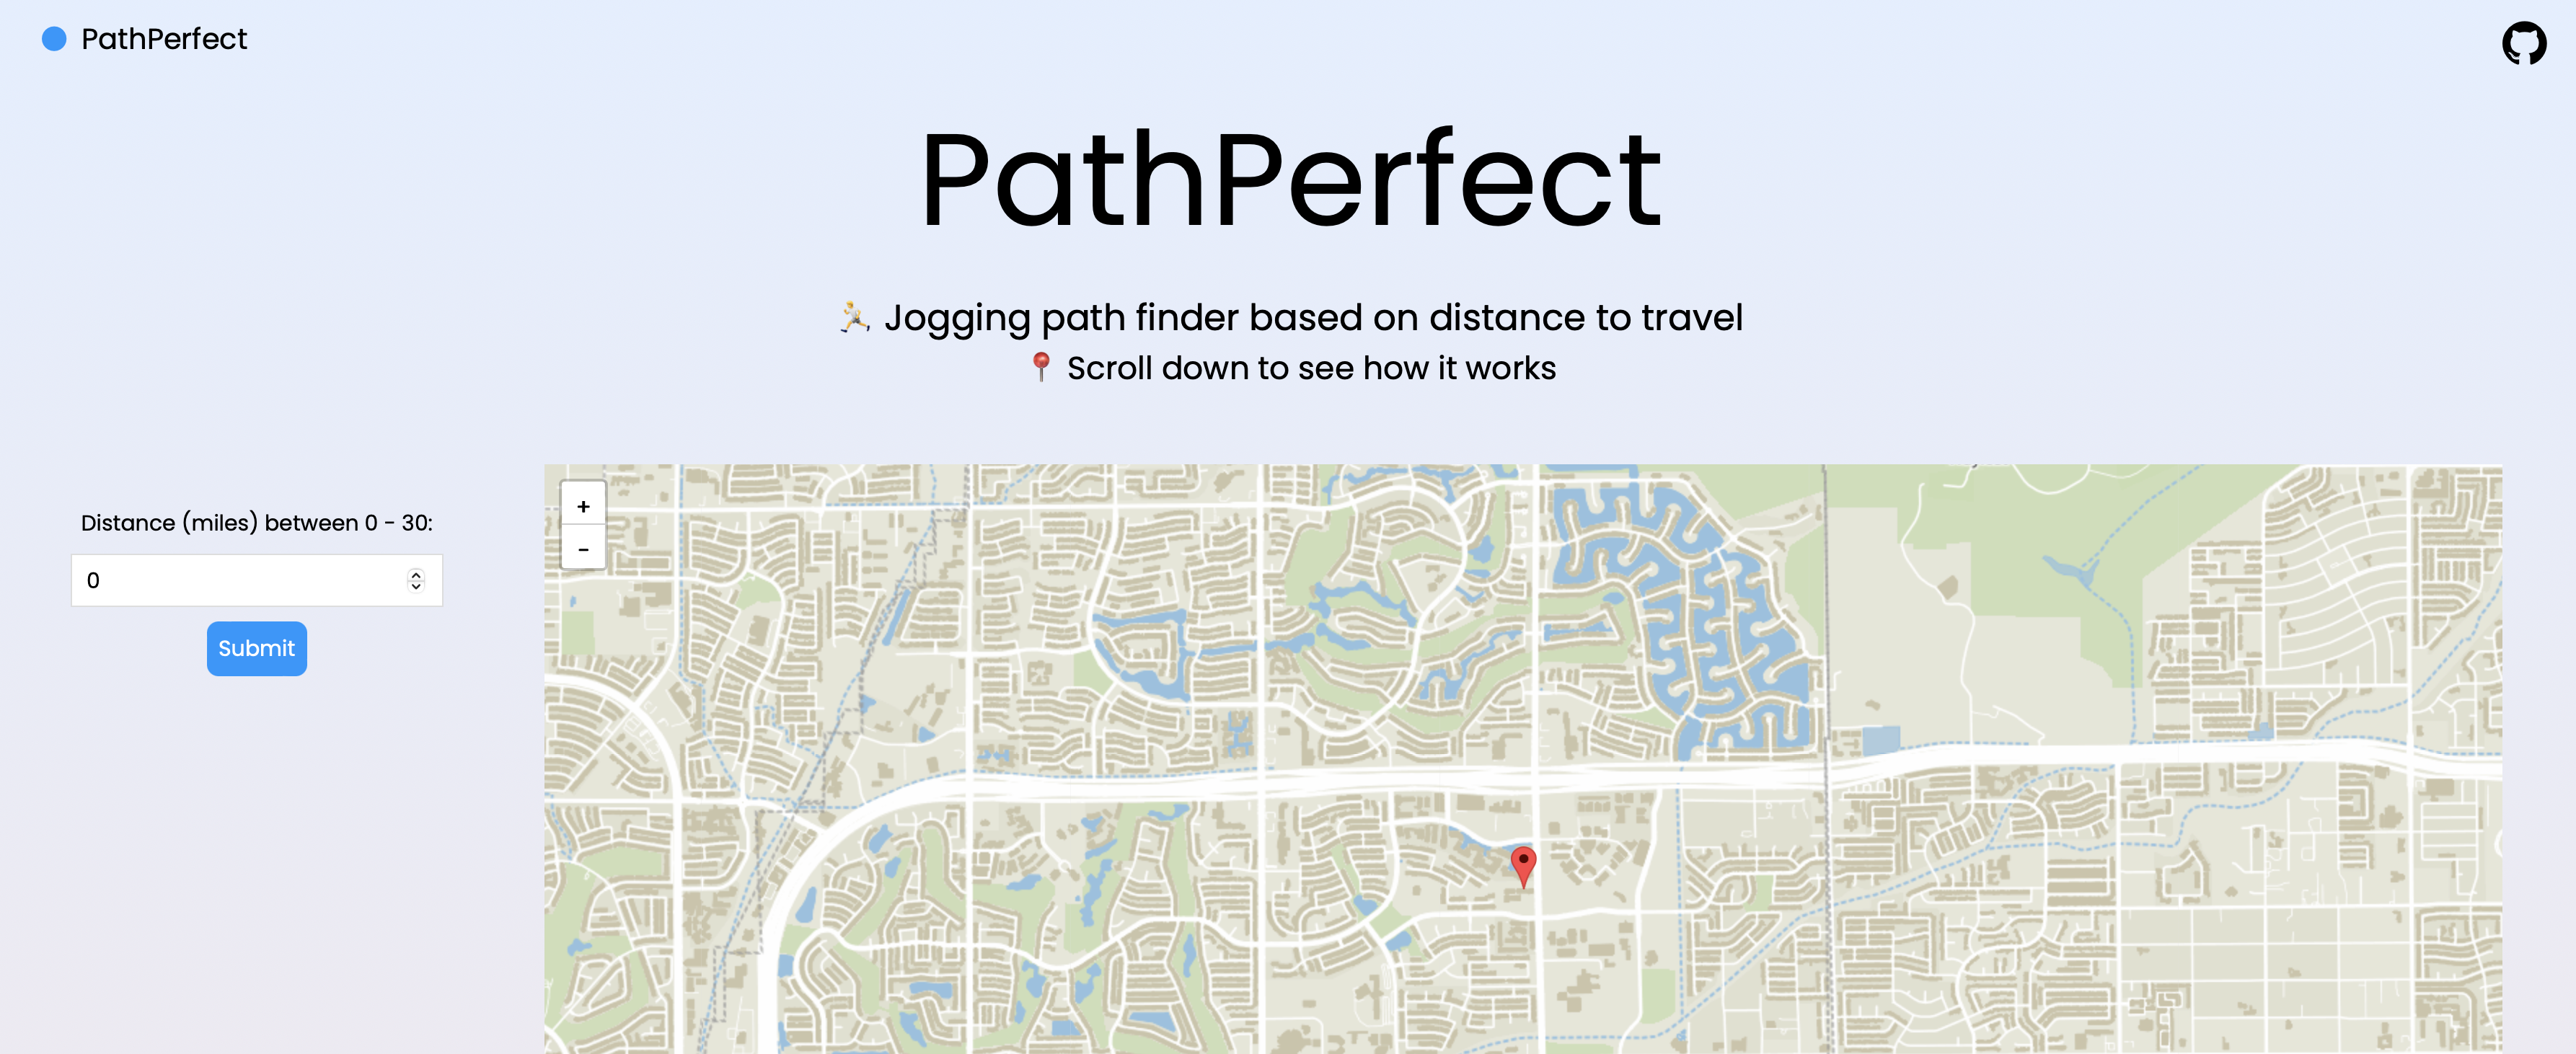 PathPerfect
PathPerfect
🏃 Jogging path finder based on distance to travel
📍 Scroll down to see how it works
Distance (miles) between 0 - 30:
0
Submit
+
-